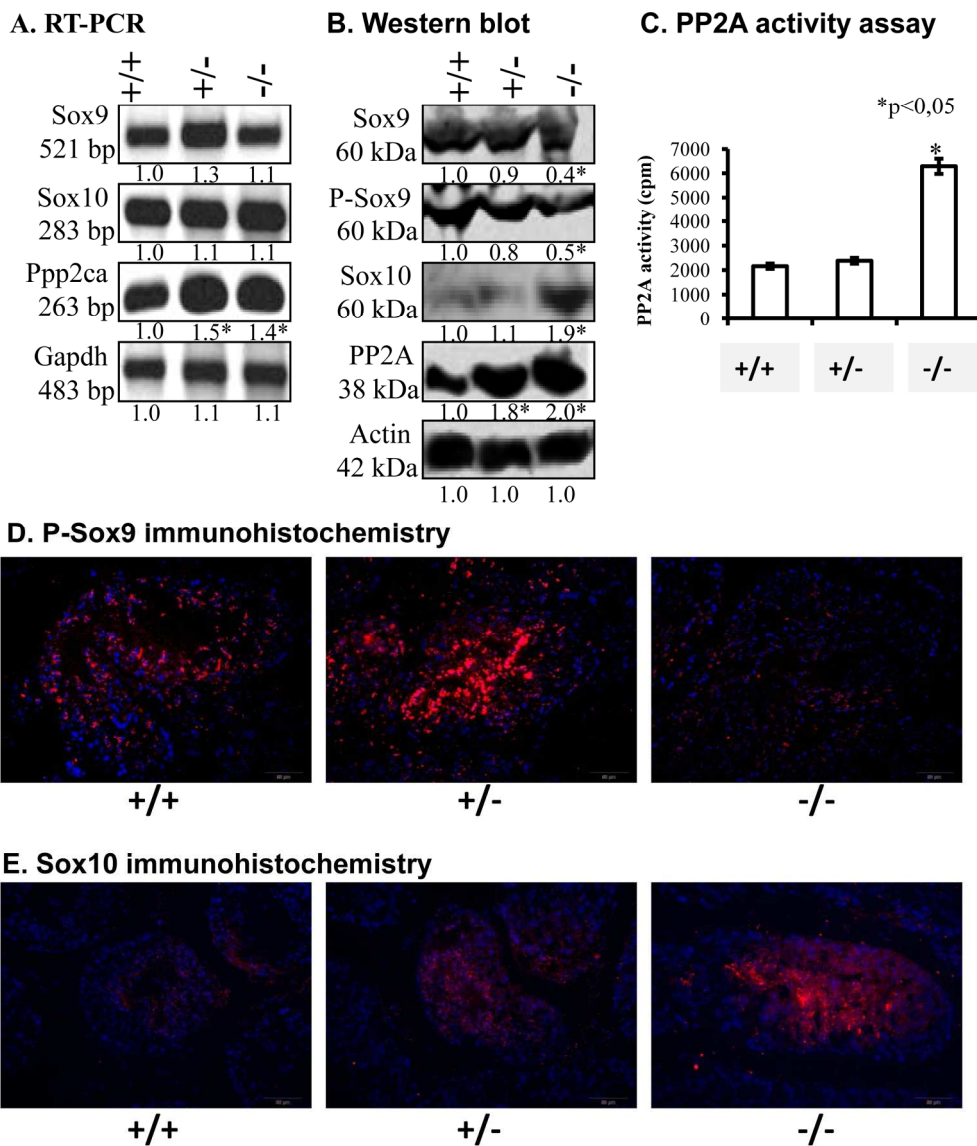 A. RT-PCR
+/+ +/- -/-
Sox9
521 bp
1.0 1.3 1.1
Sox10
283 bp
1.0 1.1 1.1
Ppp2ca
263 bp
1.0 1.5* 1.4*
Gapdh
483 bp
1.0 1.1 1.1
B. Western blot
+/+ +/- -/-
Sox9
60 kDa
1.0 0.9 0.4*
P-Sox9
60 kDa
1.0 0.8 0.5*
Sox10
60 kDa
1.0 1.1 1.9*
PP2A
38 kDa
1.0 1.8* 2.0*
Actin
42 kDa
1.0 1.0 1.0
C. PP2A activity assay
*p<0,05
PP2A activity (cpm)
7000
6000
5000
4000
3000
2000
1000
0
*
+/+ +/- -/-
D. P-Sox9 immunohistochemistry
+/+ +/- -/-
E. Sox10 immunohistochemistry
+/+ +/- -/-